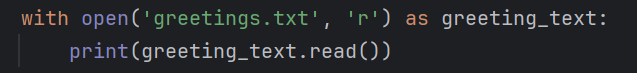 with open('greetings.txt', 'r') as greeting_text:
    print(greeting_text.read())